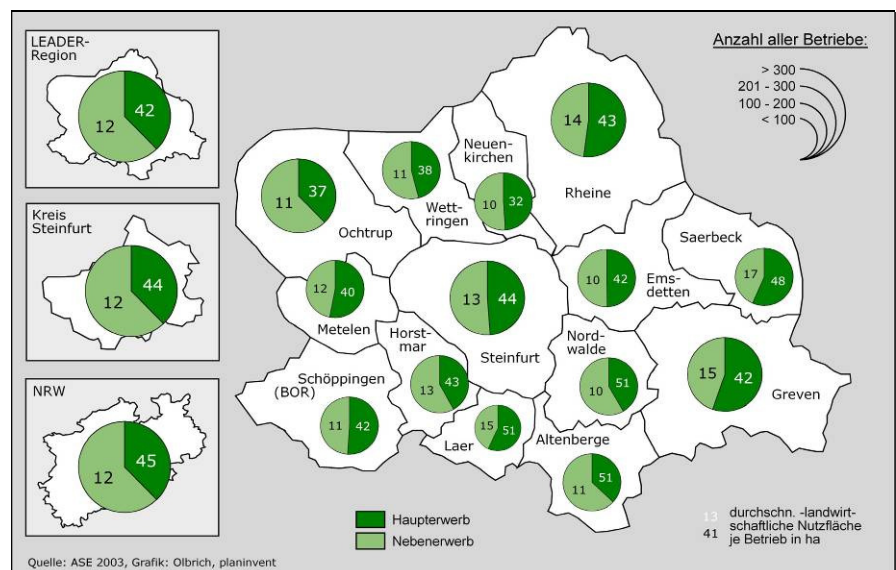 LEADER-
Region
42
12
Kreis
Steinfurt
44
12
NRW
45
12
Anzahl aller Betriebe:
> 300
201 - 300
100 - 200
< 100
14
43
Rheine
Neuen-
kirchen
10
32
11
38
Wett-
ringen
11
37
Ochtrup
Saerbeck
17
48
10
42
Ems-
detten
13
44
Steinfurt
12
40
Metelen
Horst-
mar
13
43
Nord-
walde
10
51
15
42
Greven
Schöppingen
(BOR)
11
42
15
51
Laer
Altenberge
11
51
Haupterwerb
Nebenerwerb
13 durchschn. -landwirt-
schaftliche Nutzfläche
41 je Betrieb in ha
Quelle: ASE 2003, Grafik: Olbrich, planinvent